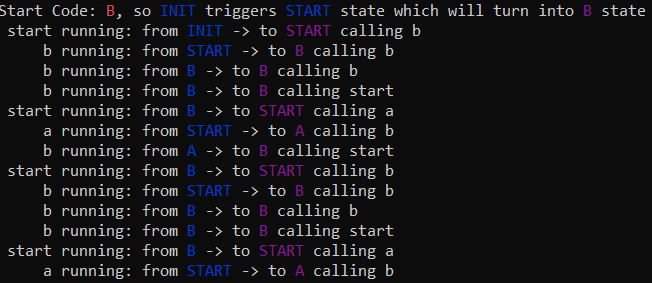 Start Code: B, so INIT triggers START state which will turn into B state
start running: from INIT -> to START calling b
b running: from START -> to B calling b
b running: from B -> to B calling b
b running: from B -> to B calling start
start running: from B -> to START calling a
a running: from START -> to A calling b
b running: from A -> to B calling start
start running: from B -> to START calling b
b running: from START -> to B calling b
b running: from B -> to B calling b
b running: from B -> to B calling start
start running: from B -> to START calling a
a running: from START -> to A calling b